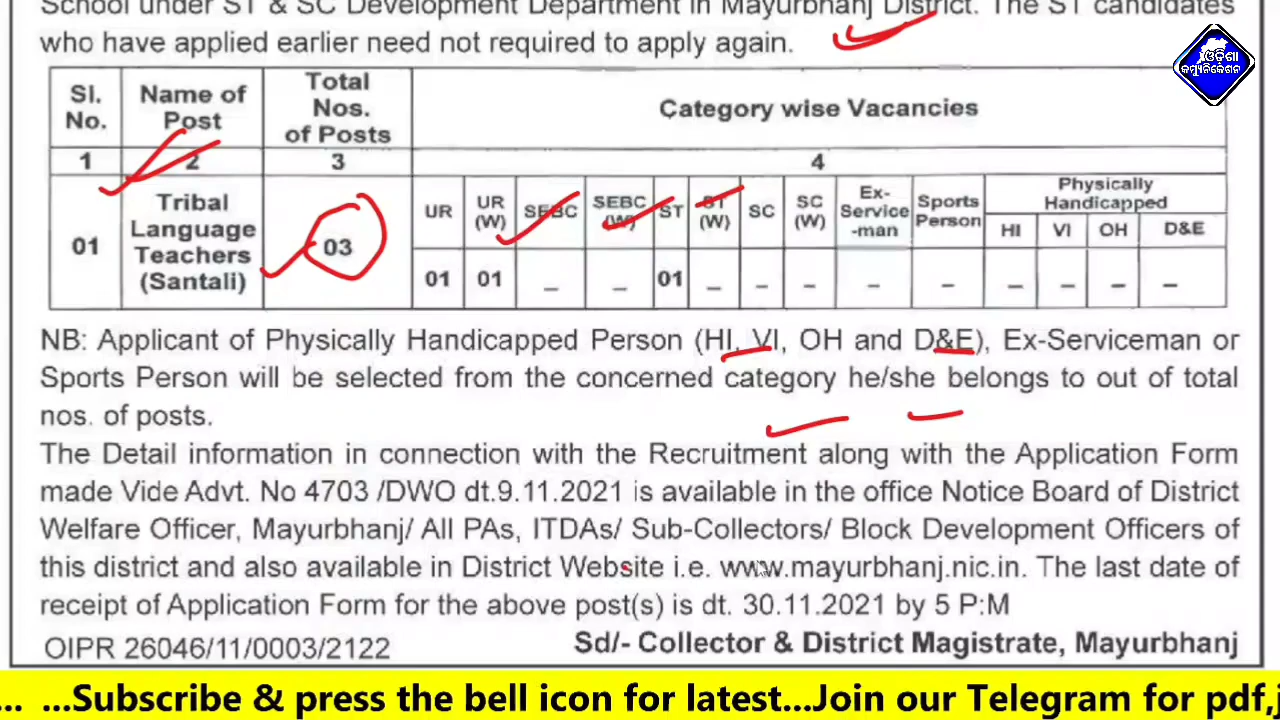 School under ST & SC Development Department in Mayurbhanj District. The ST candidates
who have applied earlier need not required to apply again.
ଓଡ଼ିଶା
କମ୍ୟୁନିକେଶନ
Sl. No. Name of Post Total Nos. of Posts Category wise Vacancies
1 2 3 4
01 Tribal Language Teachers (Santali) 03
UR UR (W) SEBC SEBC (W) ST ST (W) SC SC (W) Ex-Service-man Sports Person Physically Handicapped
HI VI OH D&E
01 01 – – 01 – – – – – – – – –
NB: Applicant of Physically Handicapped Person (HI, VI, OH and D&E), Ex-Serviceman or
Sports Person will be selected from the concerned category he/she belongs to out of total
nos. of posts.
The Detail information in connection with the Recruitment along with the Application Form
made Vide Advt. No 4703 /DWO dt.9.11.2021 is available in the office Notice Board of District
Welfare Officer, Mayurbhanj/ All PAs, ITDAs/ Sub-Collectors/ Block Development Officers of
this district and also available in District Website i.e. www.mayurbhanj.nic.in. The last date of
receipt of Application Form for the above post(s) is dt. 30.11.2021 by 5 P:M
OIPR 26046/11/0003/2122 Sd/- Collector & District Magistrate, Mayurbhanj
... ...Subscribe & press the bell icon for latest...Join our Telegram for pdf,j